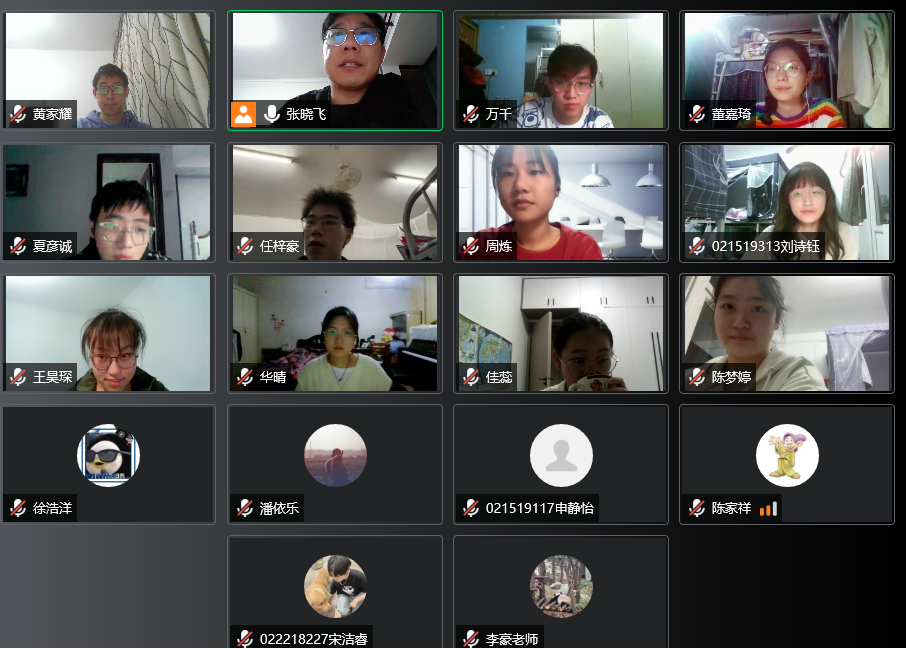 黄家耀
张晓飞
万千
董嘉琦
夏彦诚
任梓豪
周炼
021519313刘诗钰
王昊琛
华晴
佳蕊
陈梦婷
徐浩洋
潘依乐
021519117申静怡
陈家祥
022218227宋洁睿
李豪老师